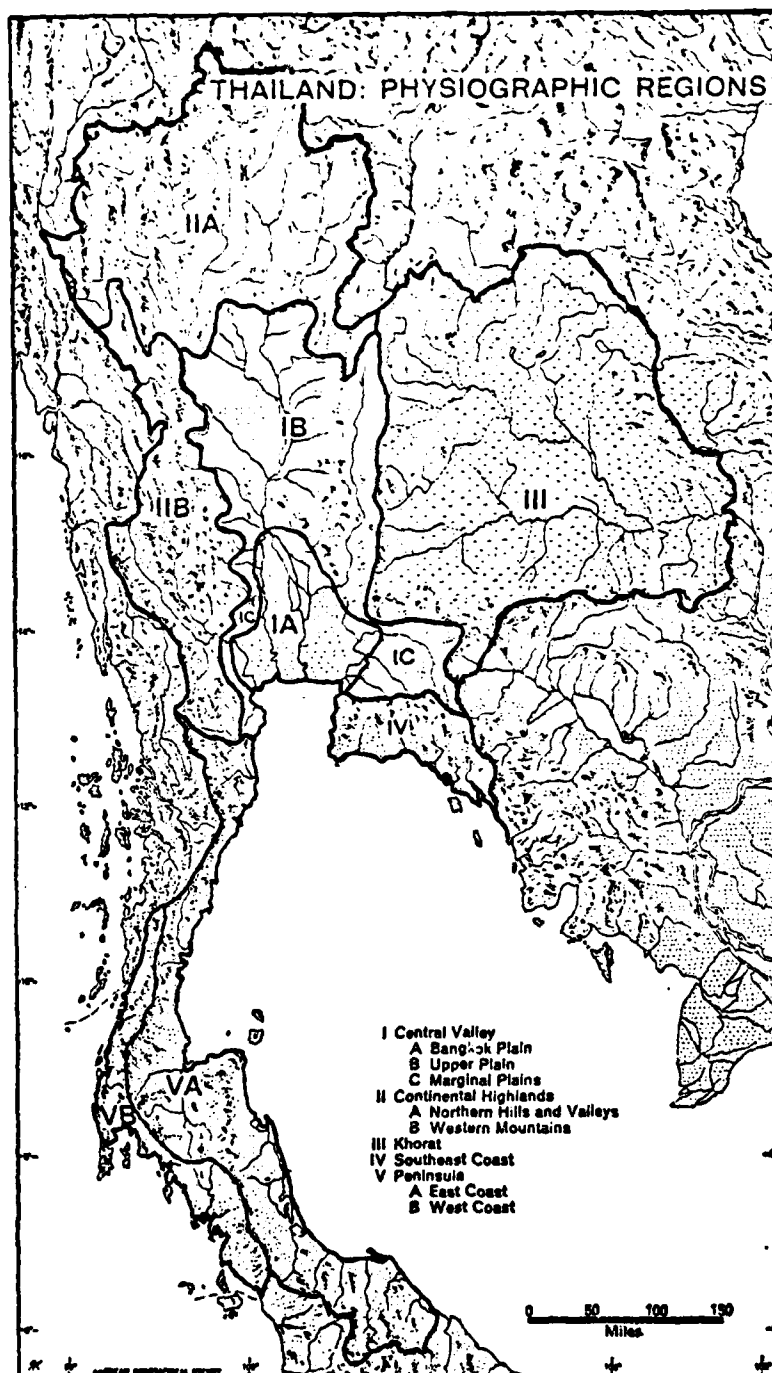 THAILAND: PHYSIOGRAPHIC REGIONS
IIA
IB
IIB
III
IC
IA
IC
IV
I Central Valley
A Bangkok Plain
B Upper Plain
C Marginal Plains
II Continental Highlands
A Northern Hills and Valleys
B Western Mountains
III Khorat
IV Southeast Coast
V Peninsula
A East Coast
B West Coast
VA
VB
0 50 100 150
Miles